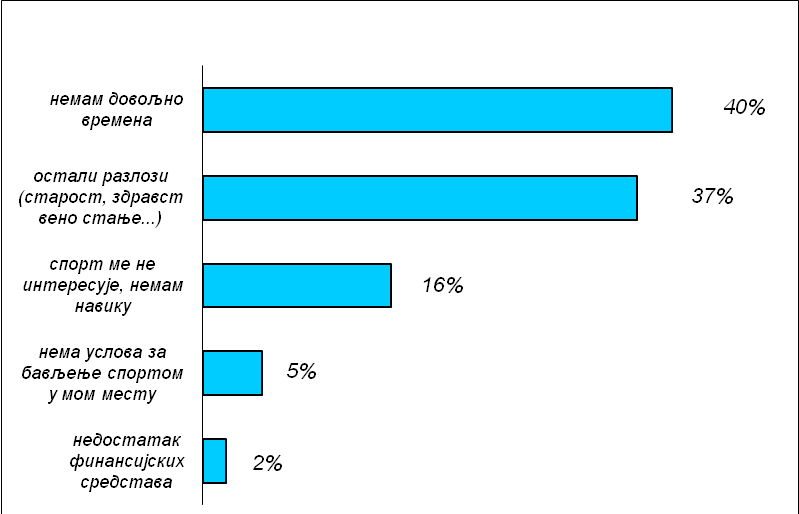 немам довољно
времена
40%
остали разлози
(старост, здравст
вено стање...)
37%
спорт ме не
интересује, немам
навику
16%
нема услова за
бављење спортом
у мом месту
5%
недостатак
финансијских
средстава
2%